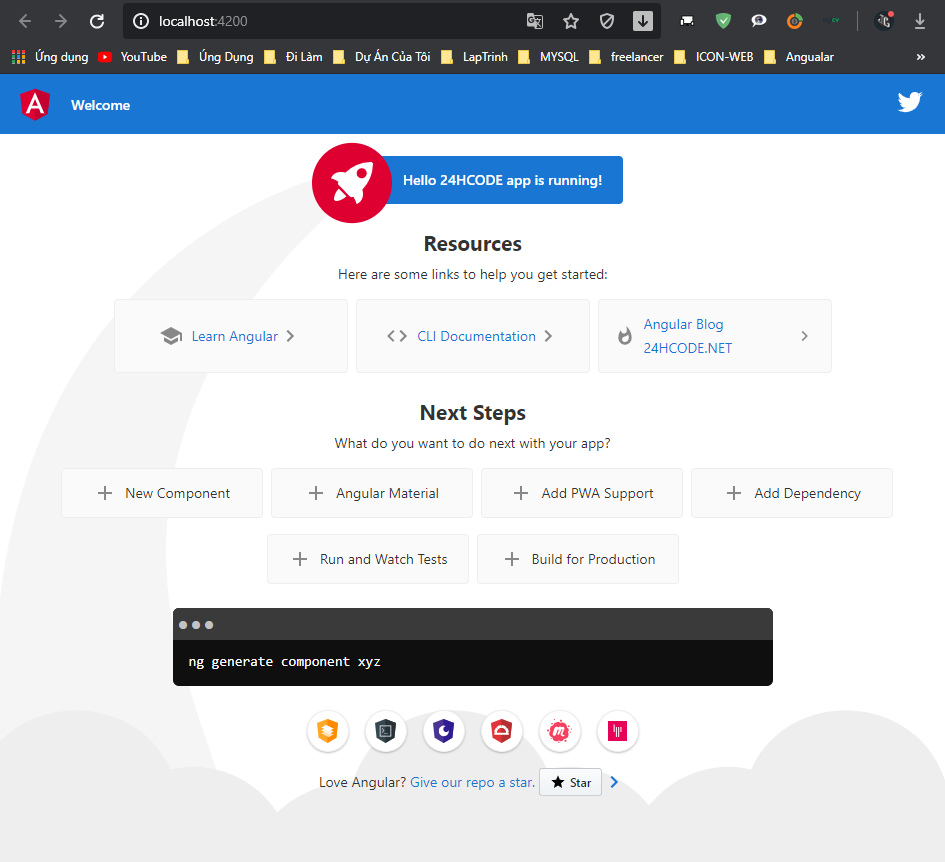 localhost:4200
Ứng dụng YouTube Ứng Dụng Đi Làm Dự Án Của Tôi LapTrinh MYSQL freelancer ICON-WEB Angualar »
Welcome
Hello 24HCODE app is running!
Resources
Here are some links to help you get started:
Learn Angular
CLI Documentation
Angular Blog
24HCODE.NET
Next Steps
What do you want to do next with your app?
New Component
Angular Material
Add PWA Support
Add Dependency
Run and Watch Tests
Build for Production
ng generate component xyz
Love Angular? Give our repo a star. Star